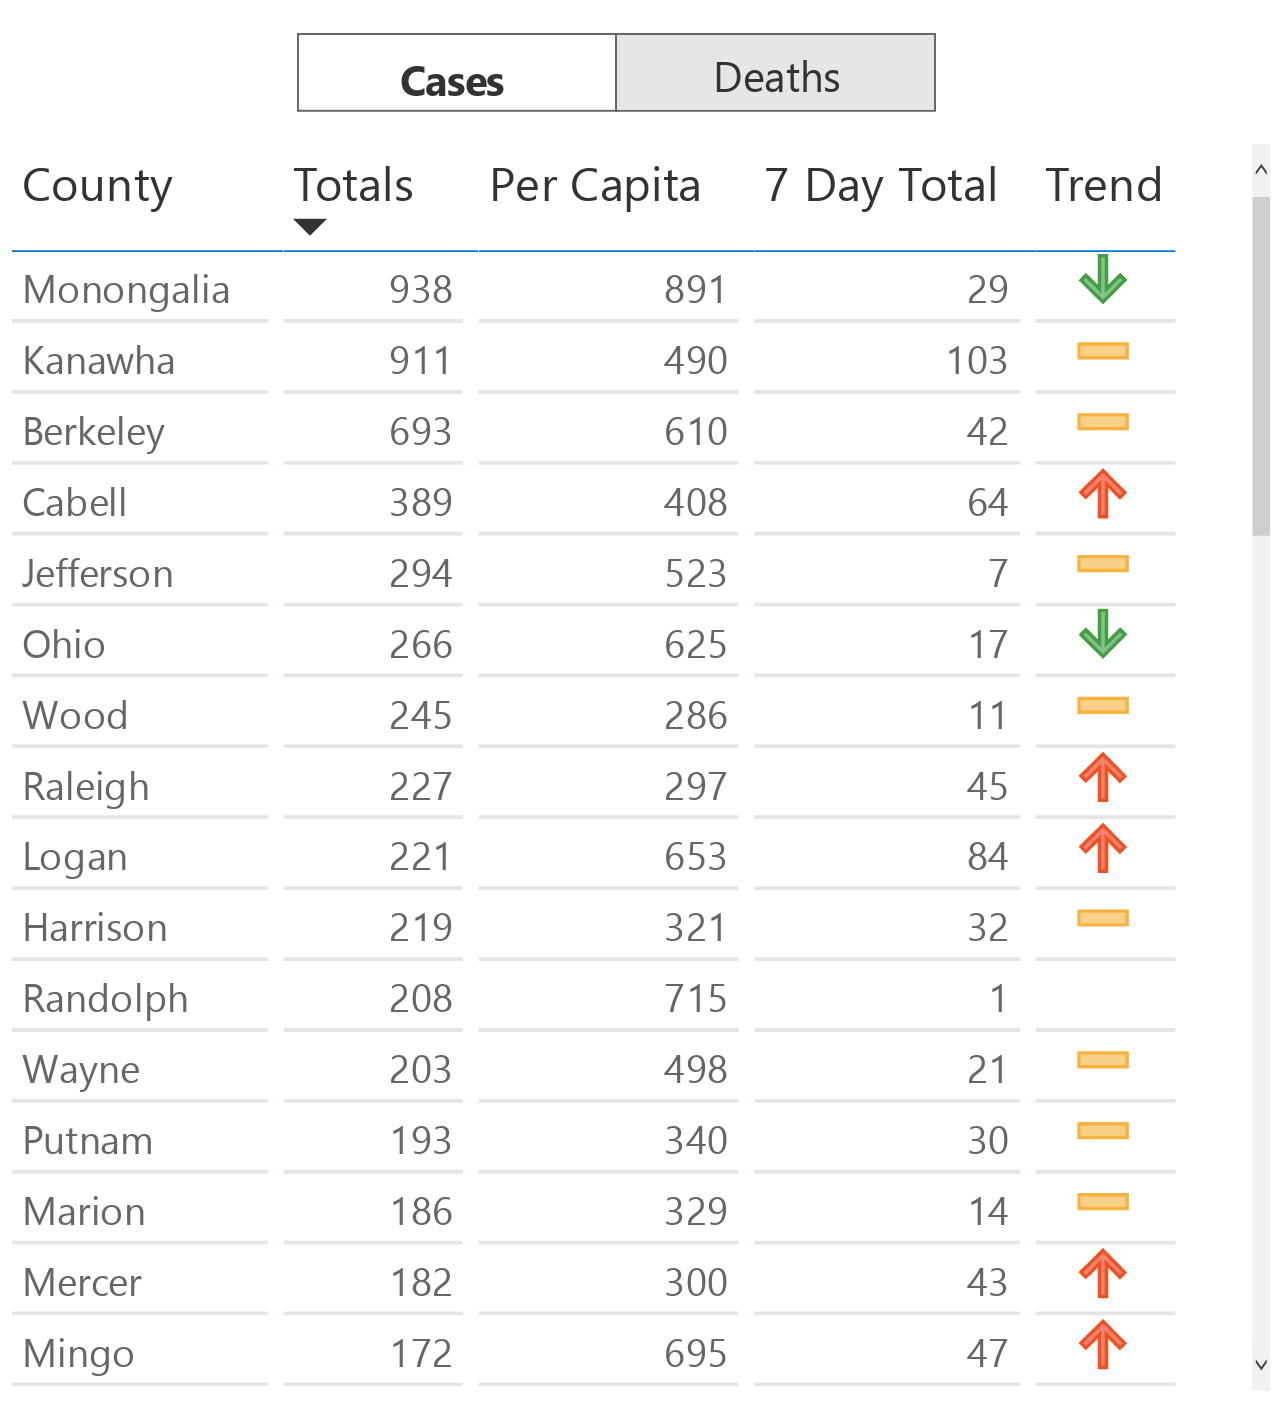 Cases Deaths
County Totals Per Capita 7 Day Total Trend
Monongalia 938 891 29
Kanawha 911 490 103
Berkeley 693 610 42
Cabell 389 408 64
Jefferson 294 523 7
Ohio 266 625 17
Wood 245 286 11
Raleigh 227 297 45
Logan 221 653 84
Harrison 219 321 32
Randolph 208 715 1
Wayne 203 498 21
Putnam 193 340 30
Marion 186 329 14
Mercer 182 300 43
Mingo 172 695 47